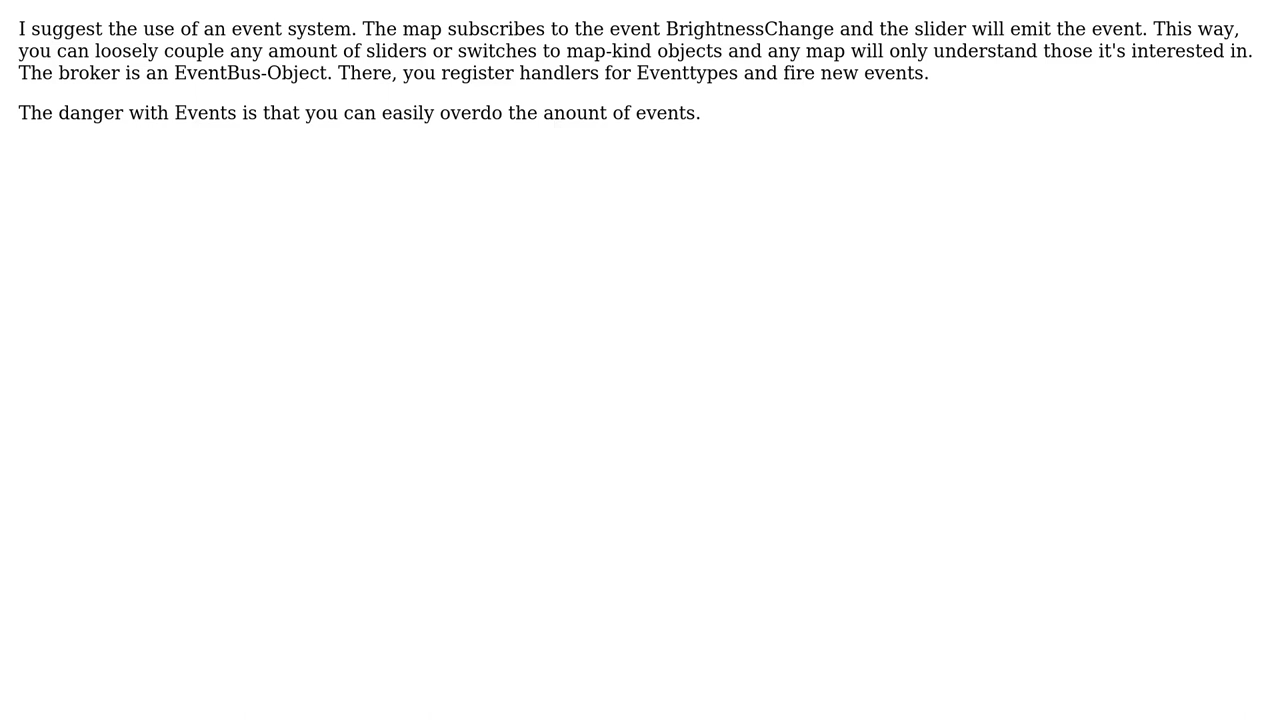 I suggest the use of an event system. The map subscribes to the event BrightnessChange and the slider will emit the event. This way,
you can loosely couple any amount of sliders or switches to map-kind objects and any map will only understand those it's interested in.
The broker is an EventBus-Object. There, you register handlers for Eventtypes and fire new events.
The danger with Events is that you can easily overdo the anount of events.